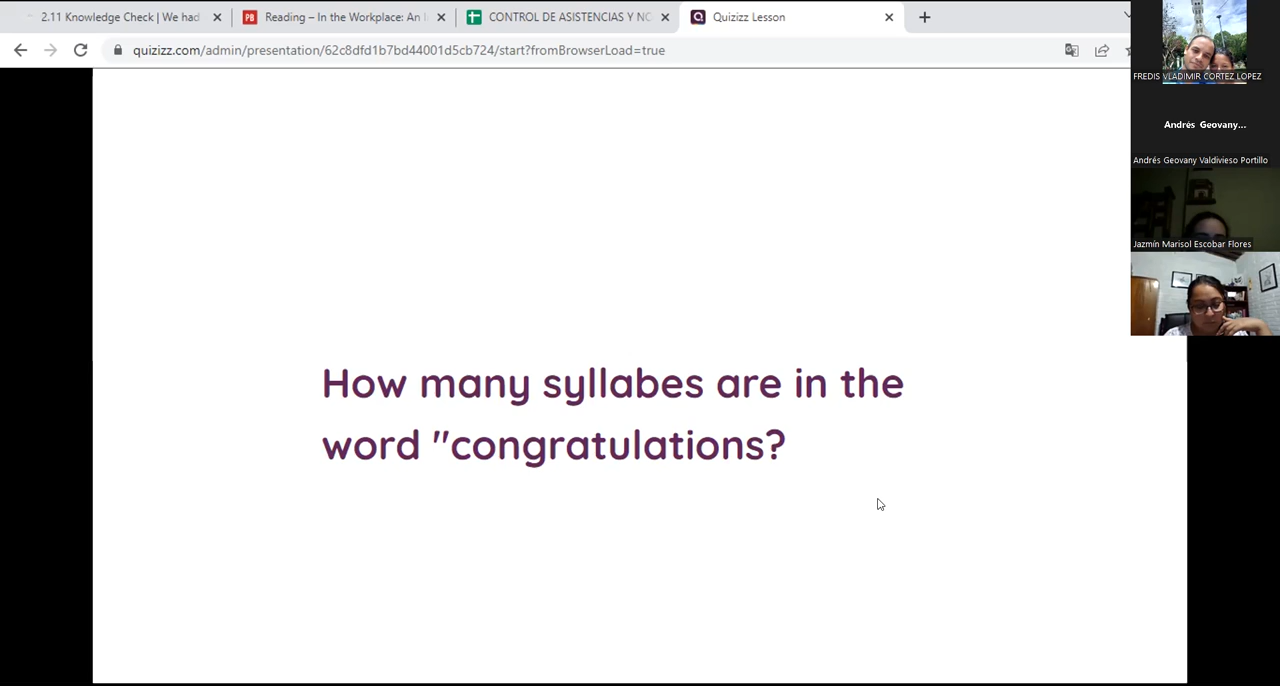 2.11 Knowledge Check | We had
Reading – In the Workplace: An
CONTROL DE ASISTENCIAS Y NO
Quizizz Lesson
quizizz.com/admin/presentation/62c8dfd1b7bd44001d5cb724/start?fromBrowserLoad=true
How many syllabes are in the
word "congratulations?
FREDIS VLADIMIR CORTEZ LOPEZ
Andrés Geovany...
Andrés Geovany Valdivieso Portillo
Jazmín Marisol Escobar Flores